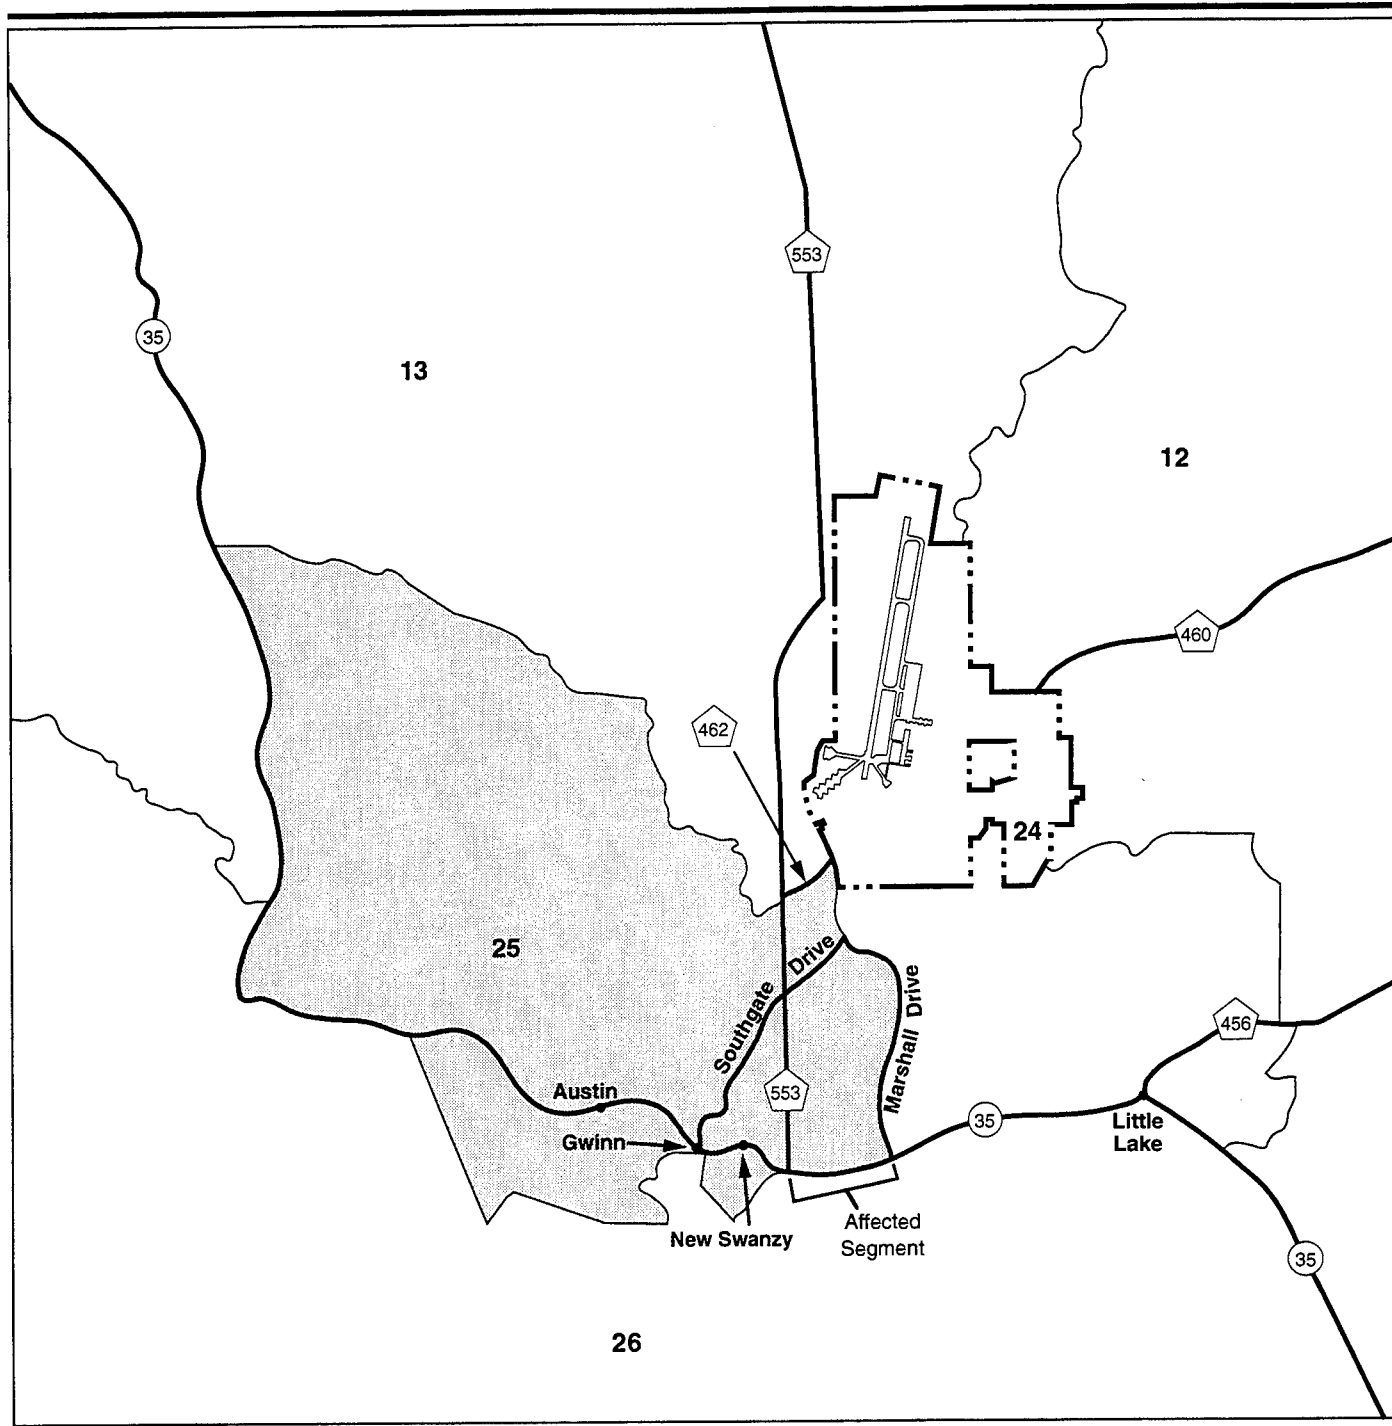 553
35
13
12
460
462
24
25
Southgate Drive
Marshall Drive
456
553
Austin
35
Gwinn
Little
Lake
New Swanzy
Affected
Segment
35
26